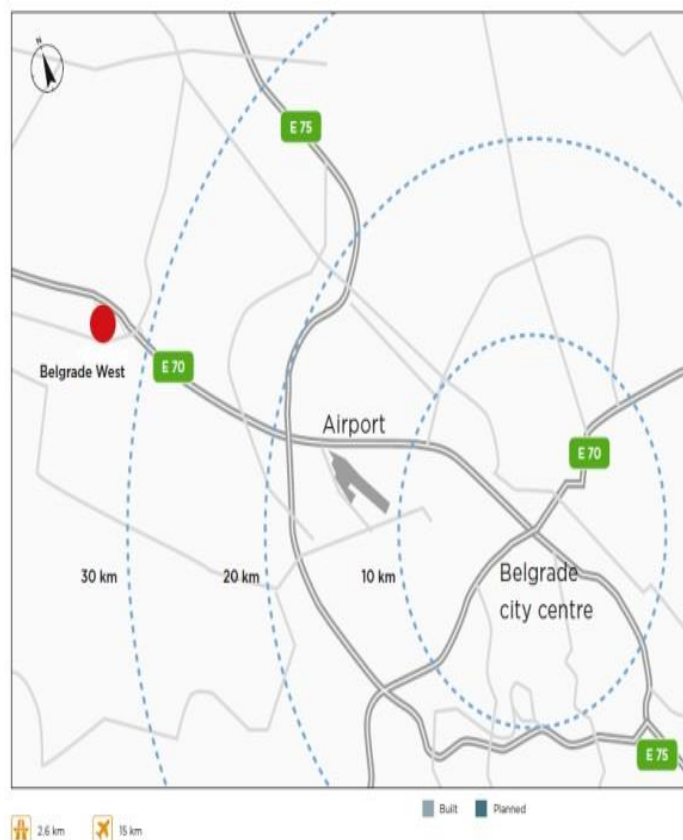 N
E 75
Belgrade West
E 70
Airport
E 70
30 km
20 km
10 km
Belgrade
city centre
E 75
Built
Planned
2.6 km
15 km